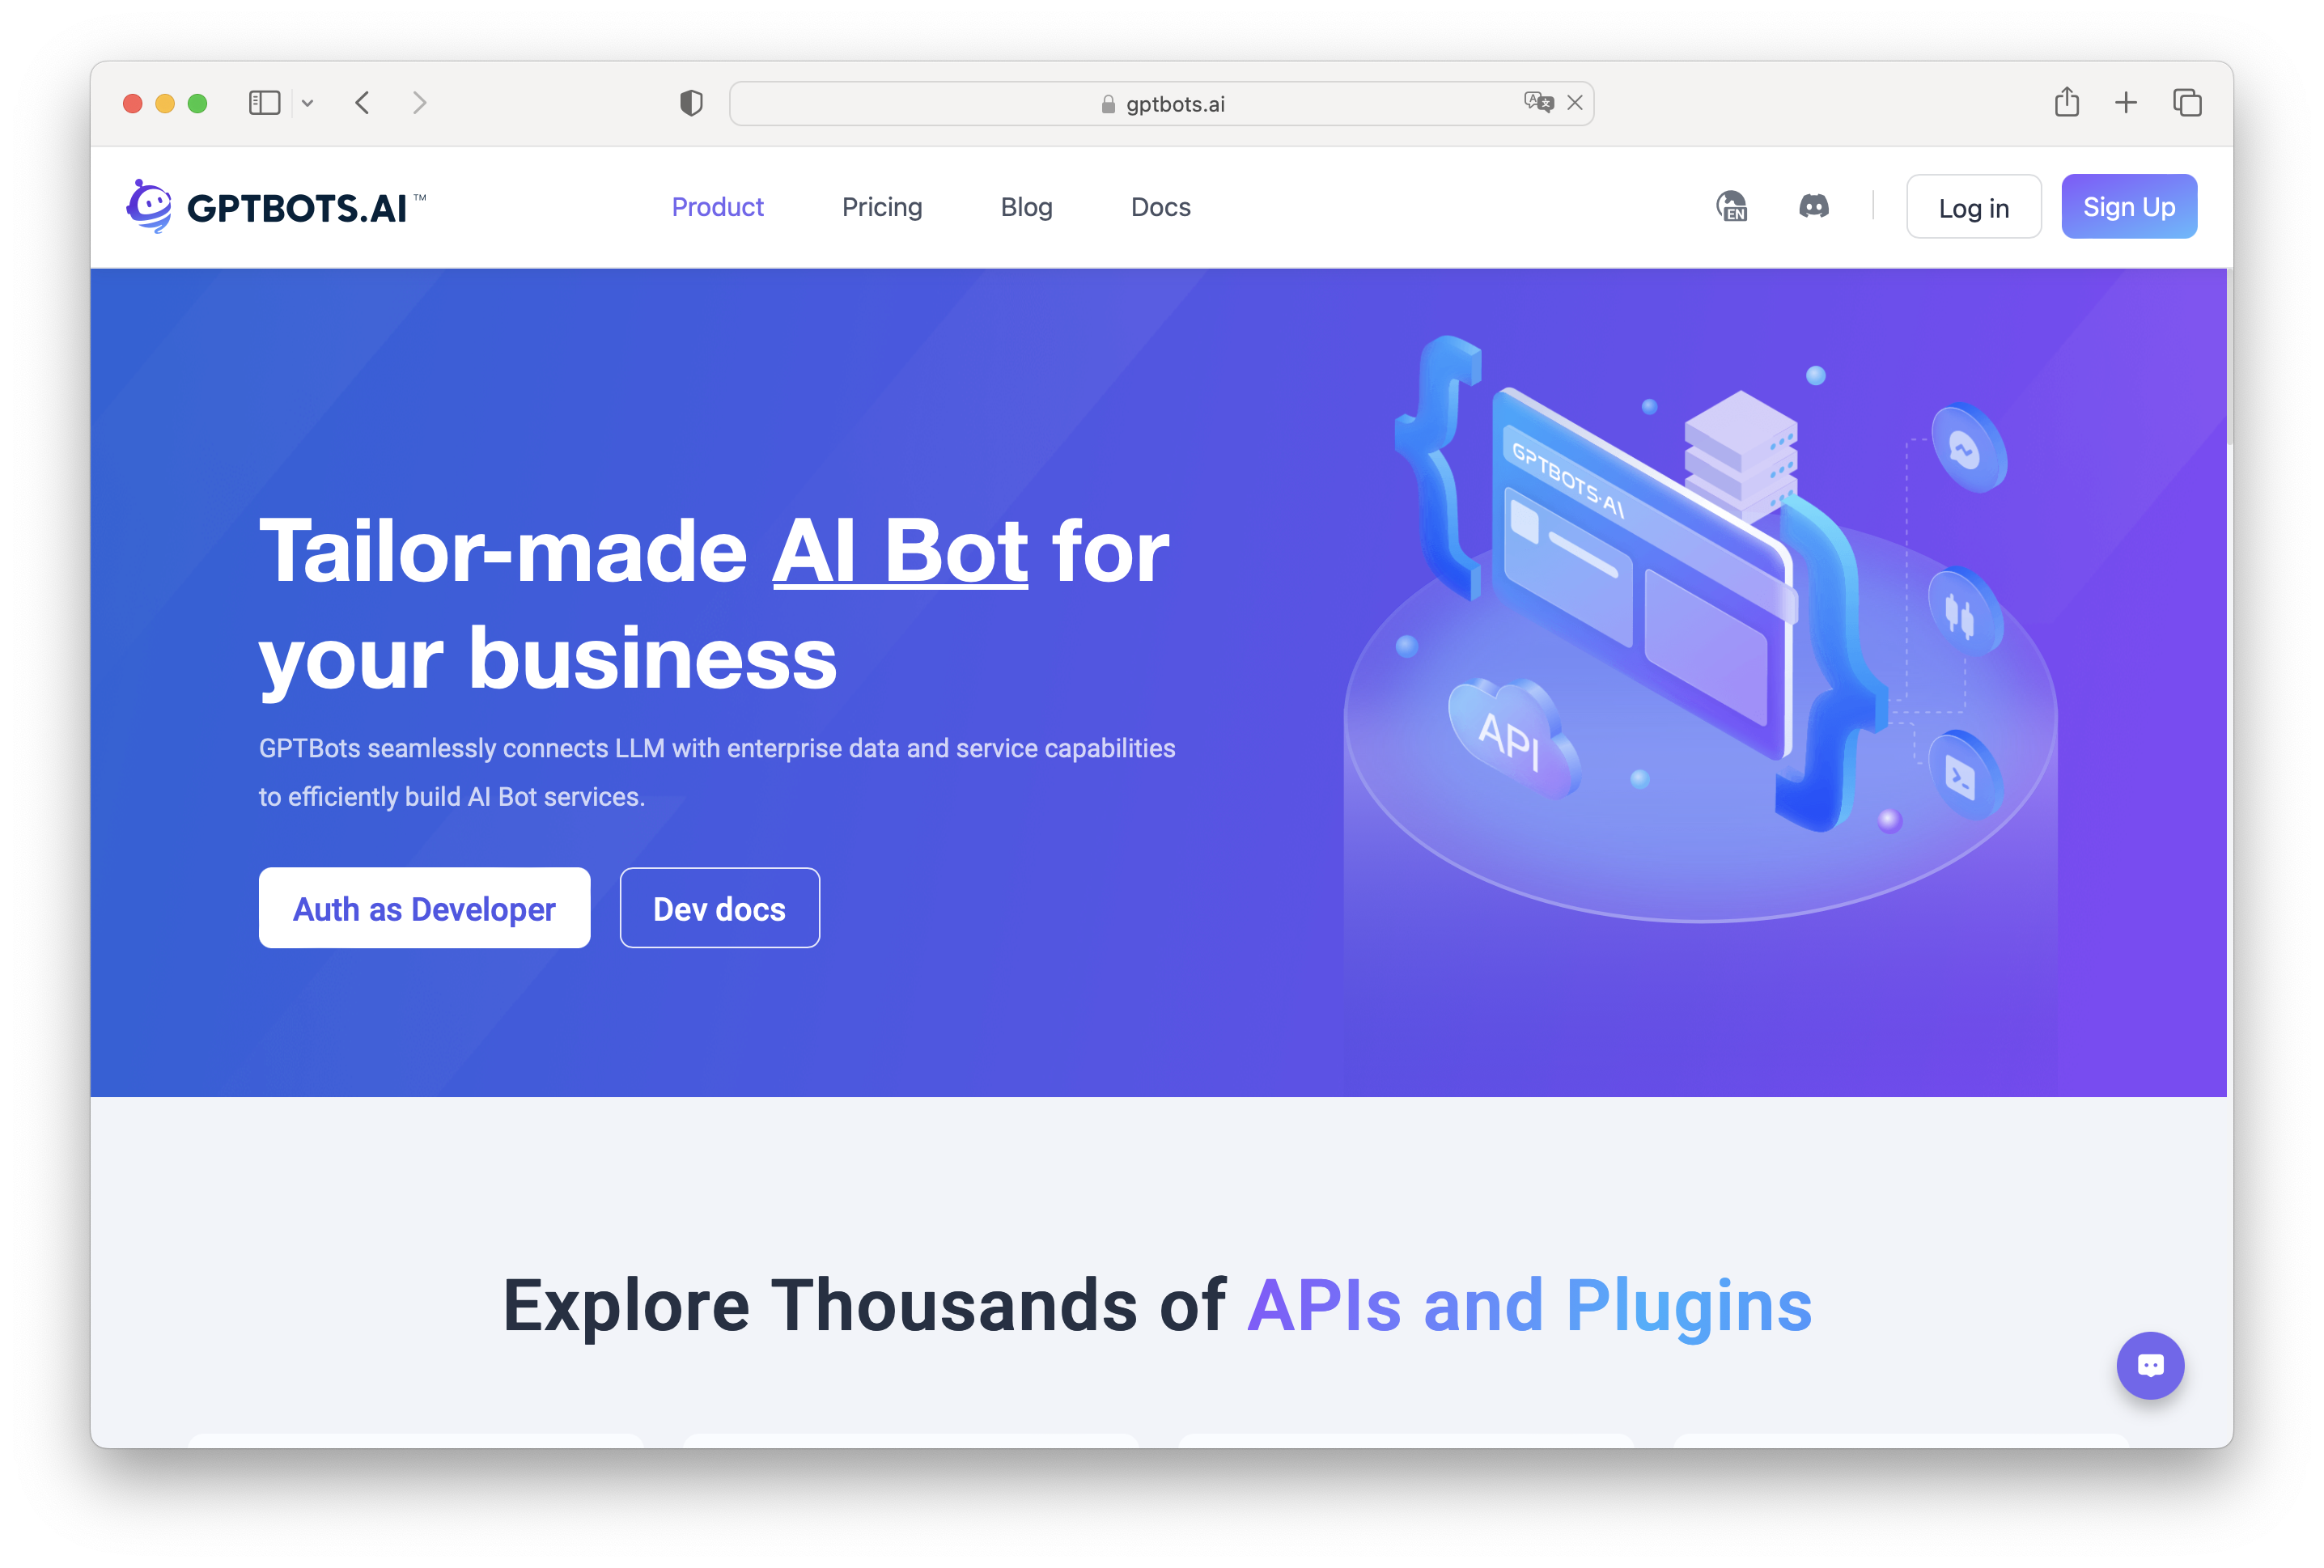 gptbots.ai
GPTBOTS.AI™
Product
Pricing
Blog
Docs
EN
Log in
Sign Up
Tailor-made AI Bot for
your business
GPTBots seamlessly connects LLM with enterprise data and service capabilities
to efficiently build AI Bot services.
Auth as Developer
Dev docs
GPTBOTS·AI
API
Explore Thousands of APIs and Plugins